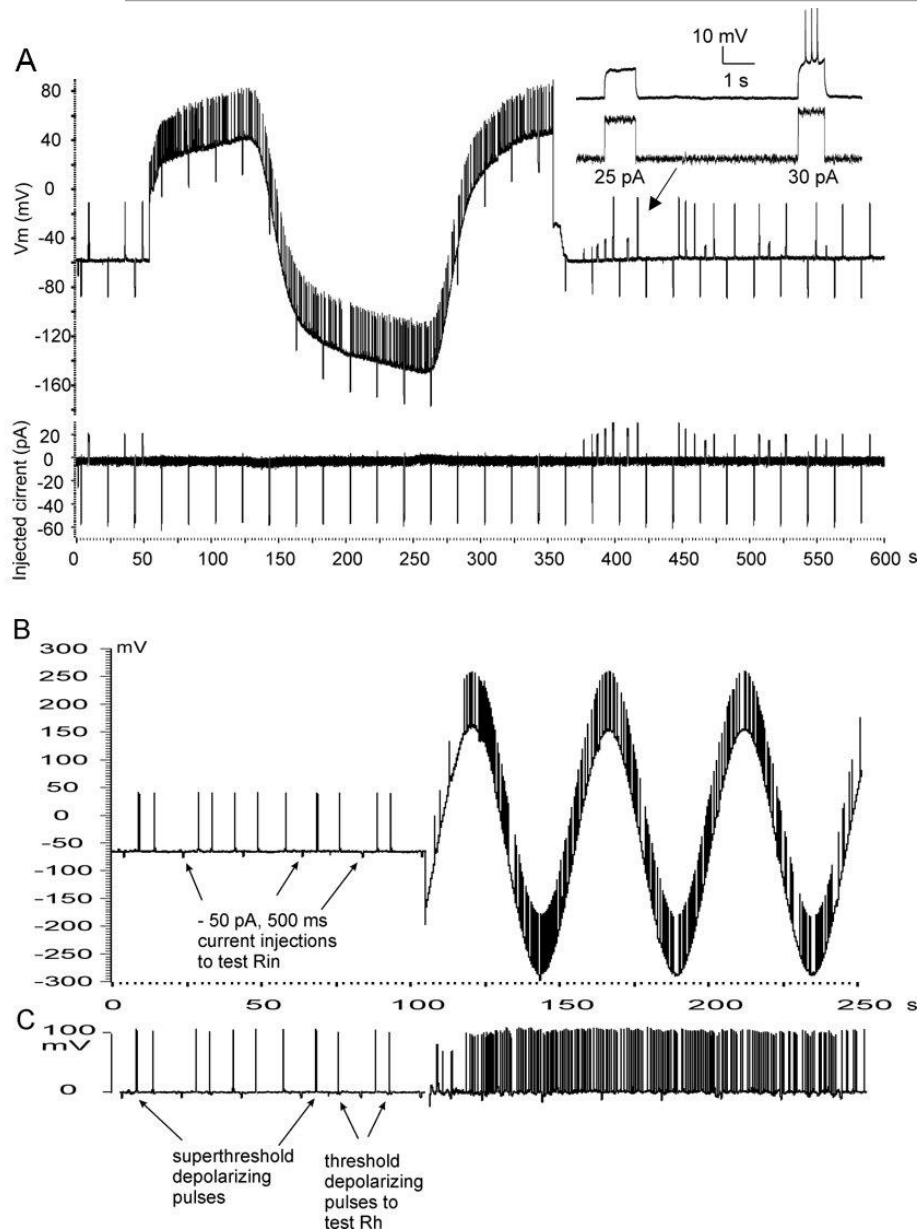 A
10 mV
1 s
80
40
0
-40
-80
-120
-160
Vm (mV)
25 pA
30 pA
20
0
-20
-40
-60
Injected cirrent (pA)
0 50 100 150 200 250 300 350 400 450 500 550 600 s
B
mV
300
250
200
150
100
50
0
-50
-100
-150
-200
-250
-300
- 50 pA, 500 ms
current injections
to test Rin
0 50 100 150 200 250 s
C
100
mV
0
superthreshold
depolarizing
pulses
threshold
depolarizing
pulses to
test Rh